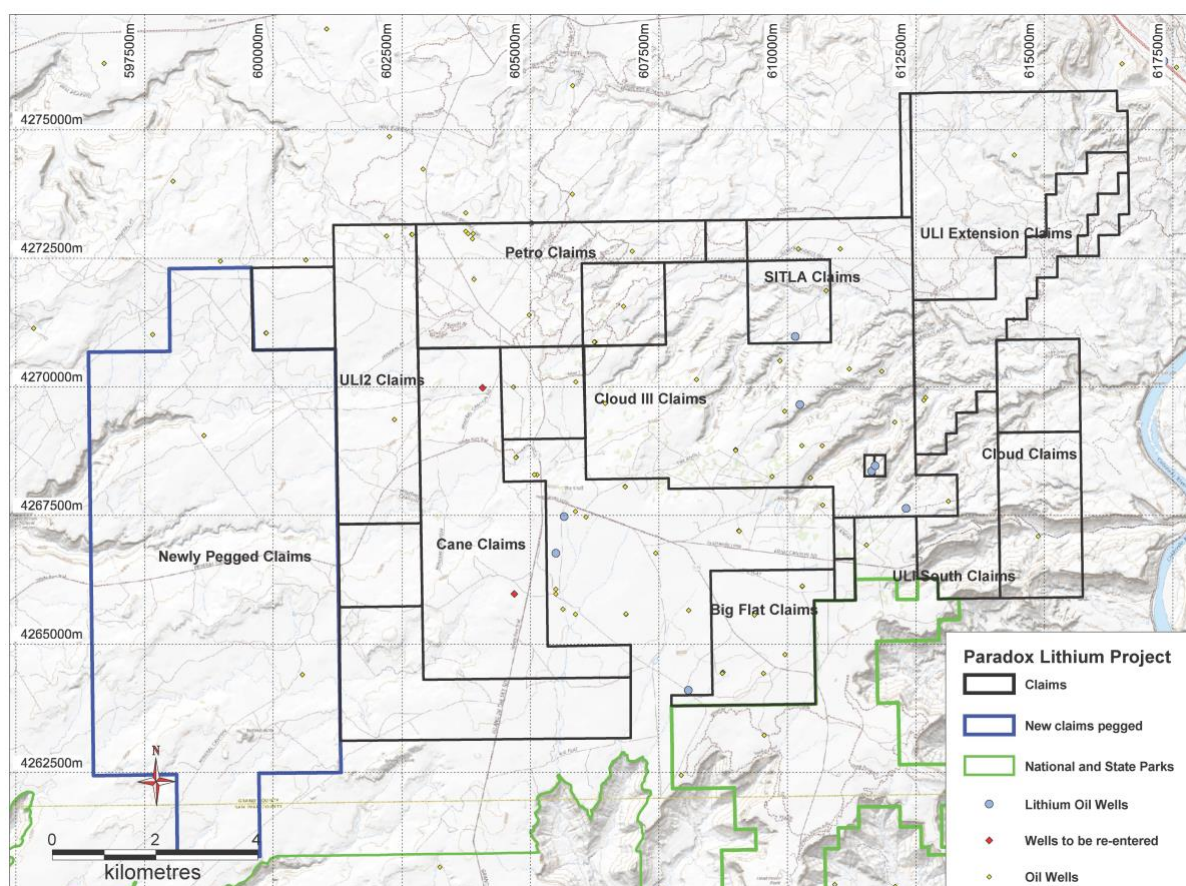 597500m
600000m
602500m
605000m
607500m
610000m
612500m
615000m
617500m
4275000m
4272500m
4270000m
4267500m
4265000m
4262500m
ULI Extension Claims
Petro Claims
SITLA Claims
ULI2 Claims
Cloud III Claims
Cloud Claims
Cane Claims
Newly Pegged Claims
ULI South Claims
Big Flat Claims
N
0 2 4
kilometres
Paradox Lithium Project
Claims
New claims pegged
National and State Parks
Lithium Oil Wells
Wells to be re-entered
Oil Wells